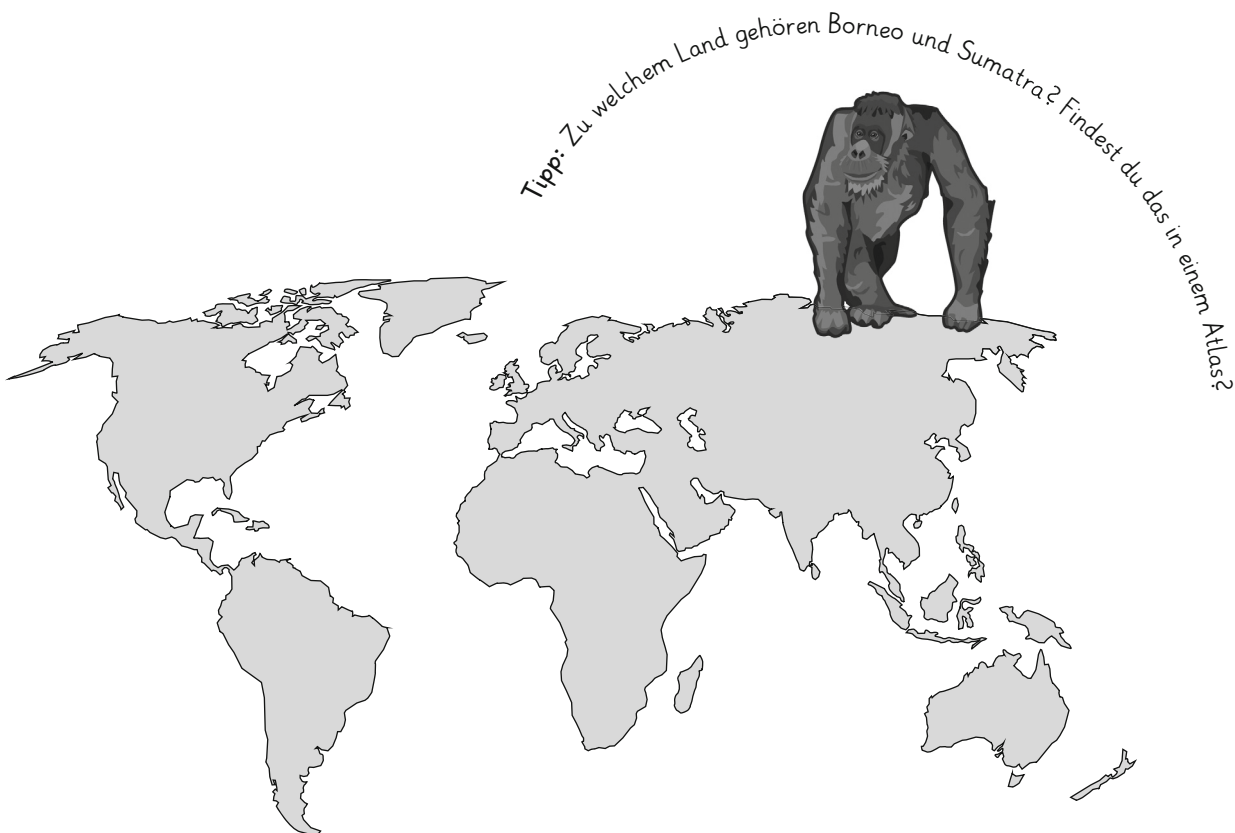 Tipp: Zu welchem Land gehören Borneo und Sumatra? Findest du das in einem Atlas?